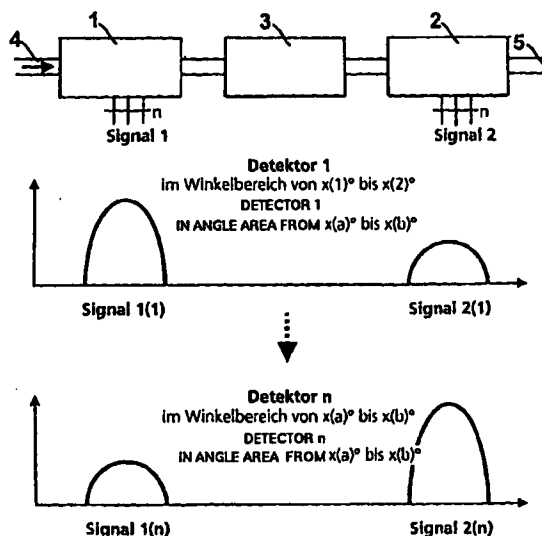 1
3
2
4
5
n
n
Signal 1
Signal 2
Detektor 1
im Winkelbereich von x(1)° bis x(2)°
DETECTOR 1
IN ANGLE AREA FROM x(a)° bis x(b)°
Signal 1(1)
Signal 2(1)
Detektor n
im Winkelbereich von x(a)° bis x(b)°
DETECTOR n
IN ANGLE AREA FROM x(a)° bis x(b)°
Signal 1(n)
Signal 2(n)